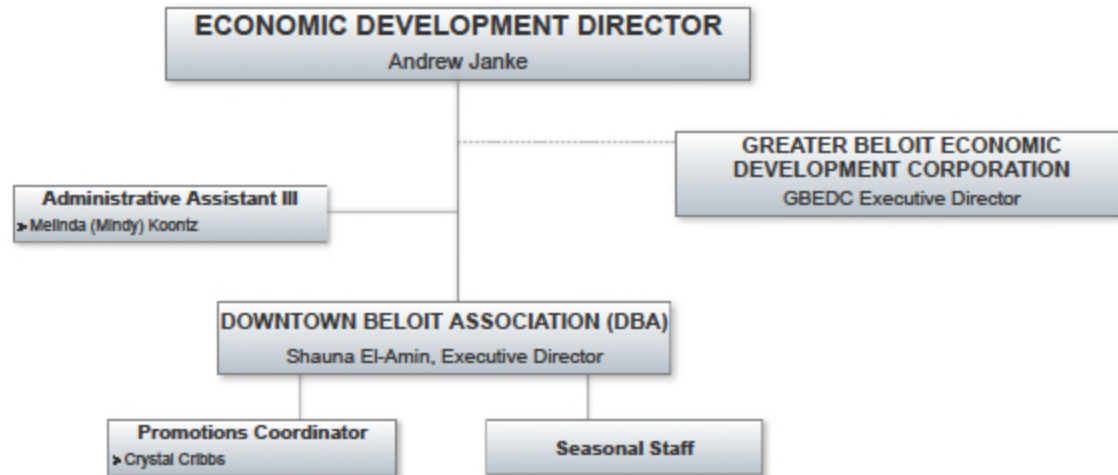 ECONOMIC DEVELOPMENT DIRECTOR
Andrew Janke
GREATER BELOIT ECONOMIC
DEVELOPMENT CORPORATION
GBEDC Executive Director
Administrative Assistant III
Melinda (Mindy) Koontz
DOWNTOWN BELOIT ASSOCIATION (DBA)
Shauna El-Amin, Executive Director
Promotions Coordinator
Crystal Cribbs
Seasonal Staff